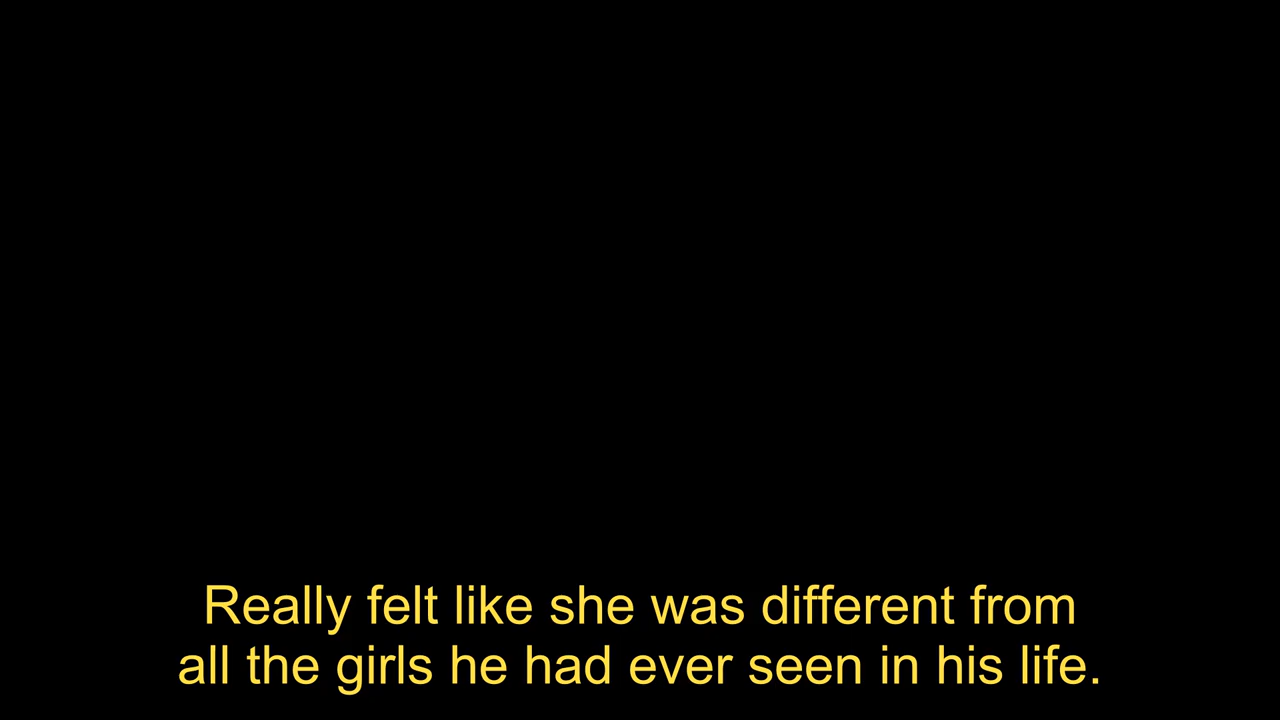 Really felt like she was different from
all the girls he had ever seen in his life.